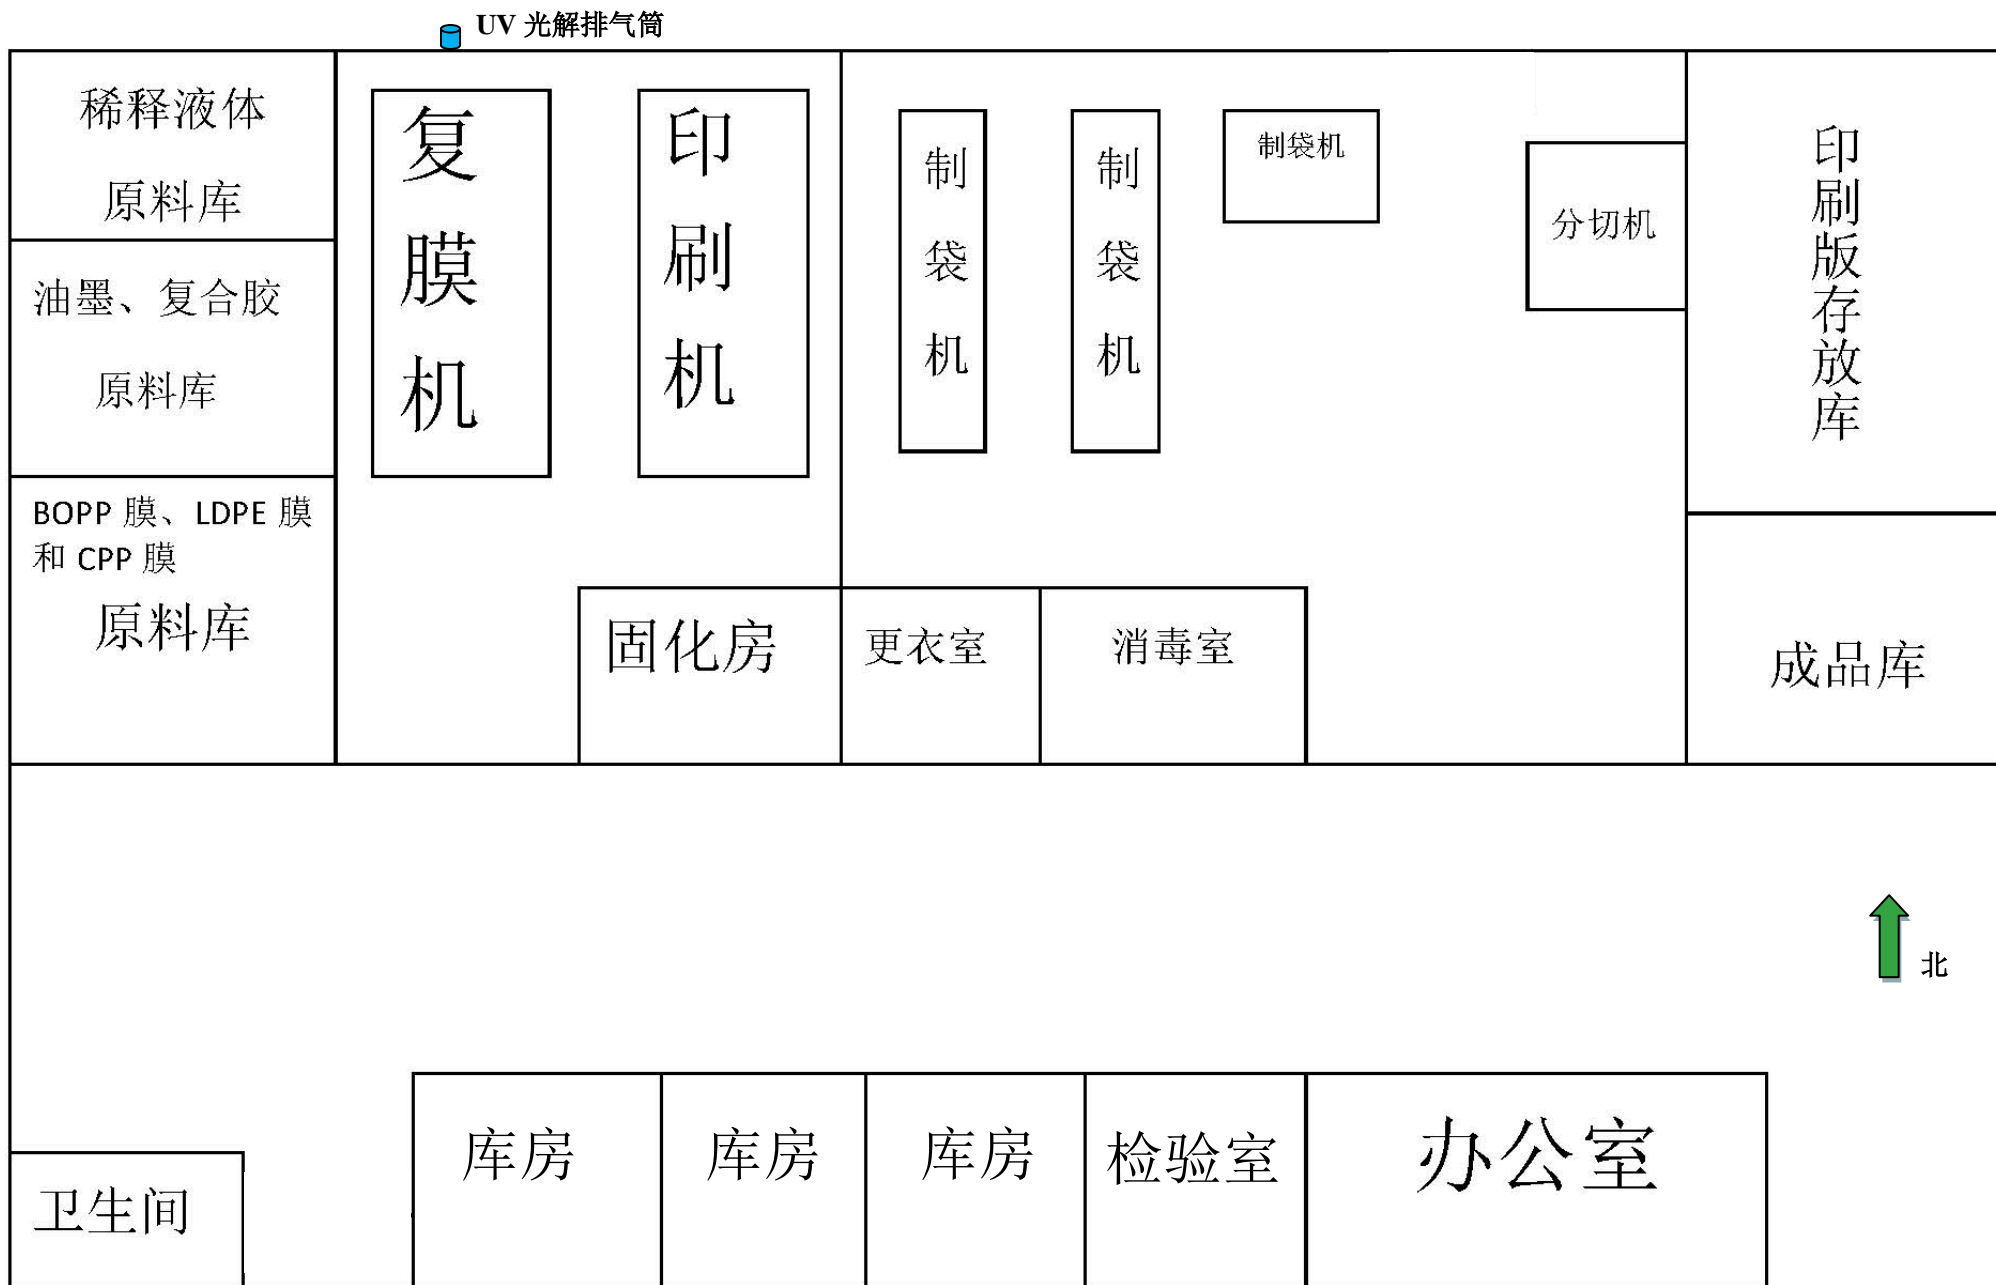 UV 光解排气筒
稀释液体
原料库
油墨、复合胶
原料库
BOPP 膜、LDPE 膜
和 CPP 膜
原料库
复膜机
印刷机
固化房
制袋机
制袋机
制袋机
分切机
更衣室
消毒室
印刷版存放库
成品库
北
卫生间
库房
库房
库房
检验室
办公室